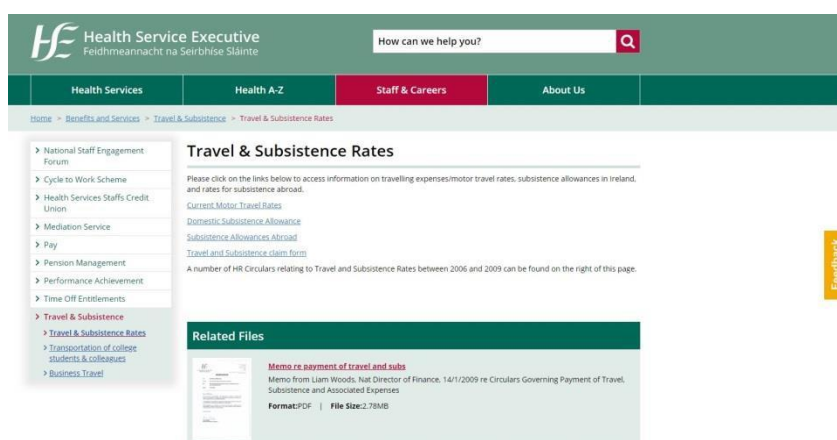 Health Service Executive
Feidhmeannacht na Seirbhíse Sláinte
How can we help you?
Health Services
Health A-Z
Staff & Careers
About Us
Home > Benefits and Services > Travel & Subsistence > Travel & Subsistence Rates
National Staff Engagement
Forum
Cycle to Work Scheme
Health Services Staffs Credit
Union
Mediation Service
Pay
Pension Management
Performance Achievement
Time Off Entitlements
Travel & Subsistence
Travel & Subsistence Rates
Transportation of college
students & colleagues
Business Travel
Travel & Subsistence Rates
Please click on the links below to access information on travelling expenses/motor travel rates, subsistence allowances in Ireland,
and rates for subsistence abroad.
Current Motor Travel Rates
Domestic Subsistence Allowance
Subsistence Allowances Abroad
Travel and Subsistence claim form
A number of HR Circulars relating to Travel and Subsistence Rates between 2006 and 2009 can be found on the right of this page.
Related Files
Memo re payment of travel and subs
Memo from Liam Woods, Nat Director of Finance, 14/1/2009 re Circulars Governing Payment of Travel,
Subsistence and Associated Expenses
Format:PDF | File Size:2.78MB
Feedback